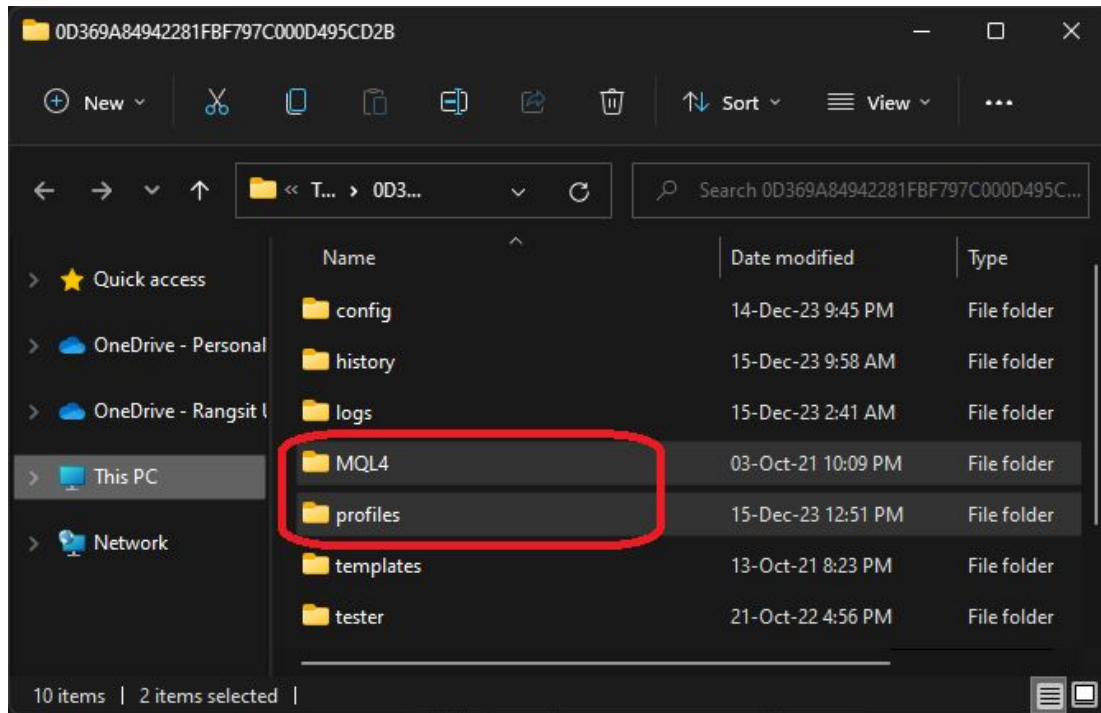 0D369A84942281FBF797C000D495CD2B
New Sort View
« T... › 0D3... Search 0D369A84942281FBF797C000D495C...
Name Date modified Type
Quick access
OneDrive - Personal
OneDrive - Rangsit U
This PC
Network
config 14-Dec-23 9:45 PM File folder
history 15-Dec-23 9:58 AM File folder
logs 15-Dec-23 2:41 AM File folder
MQL4 03-Oct-21 10:09 PM File folder
profiles 15-Dec-23 12:51 PM File folder
templates 13-Oct-21 8:23 PM File folder
tester 21-Oct-22 4:56 PM File folder
10 items | 2 items selected |